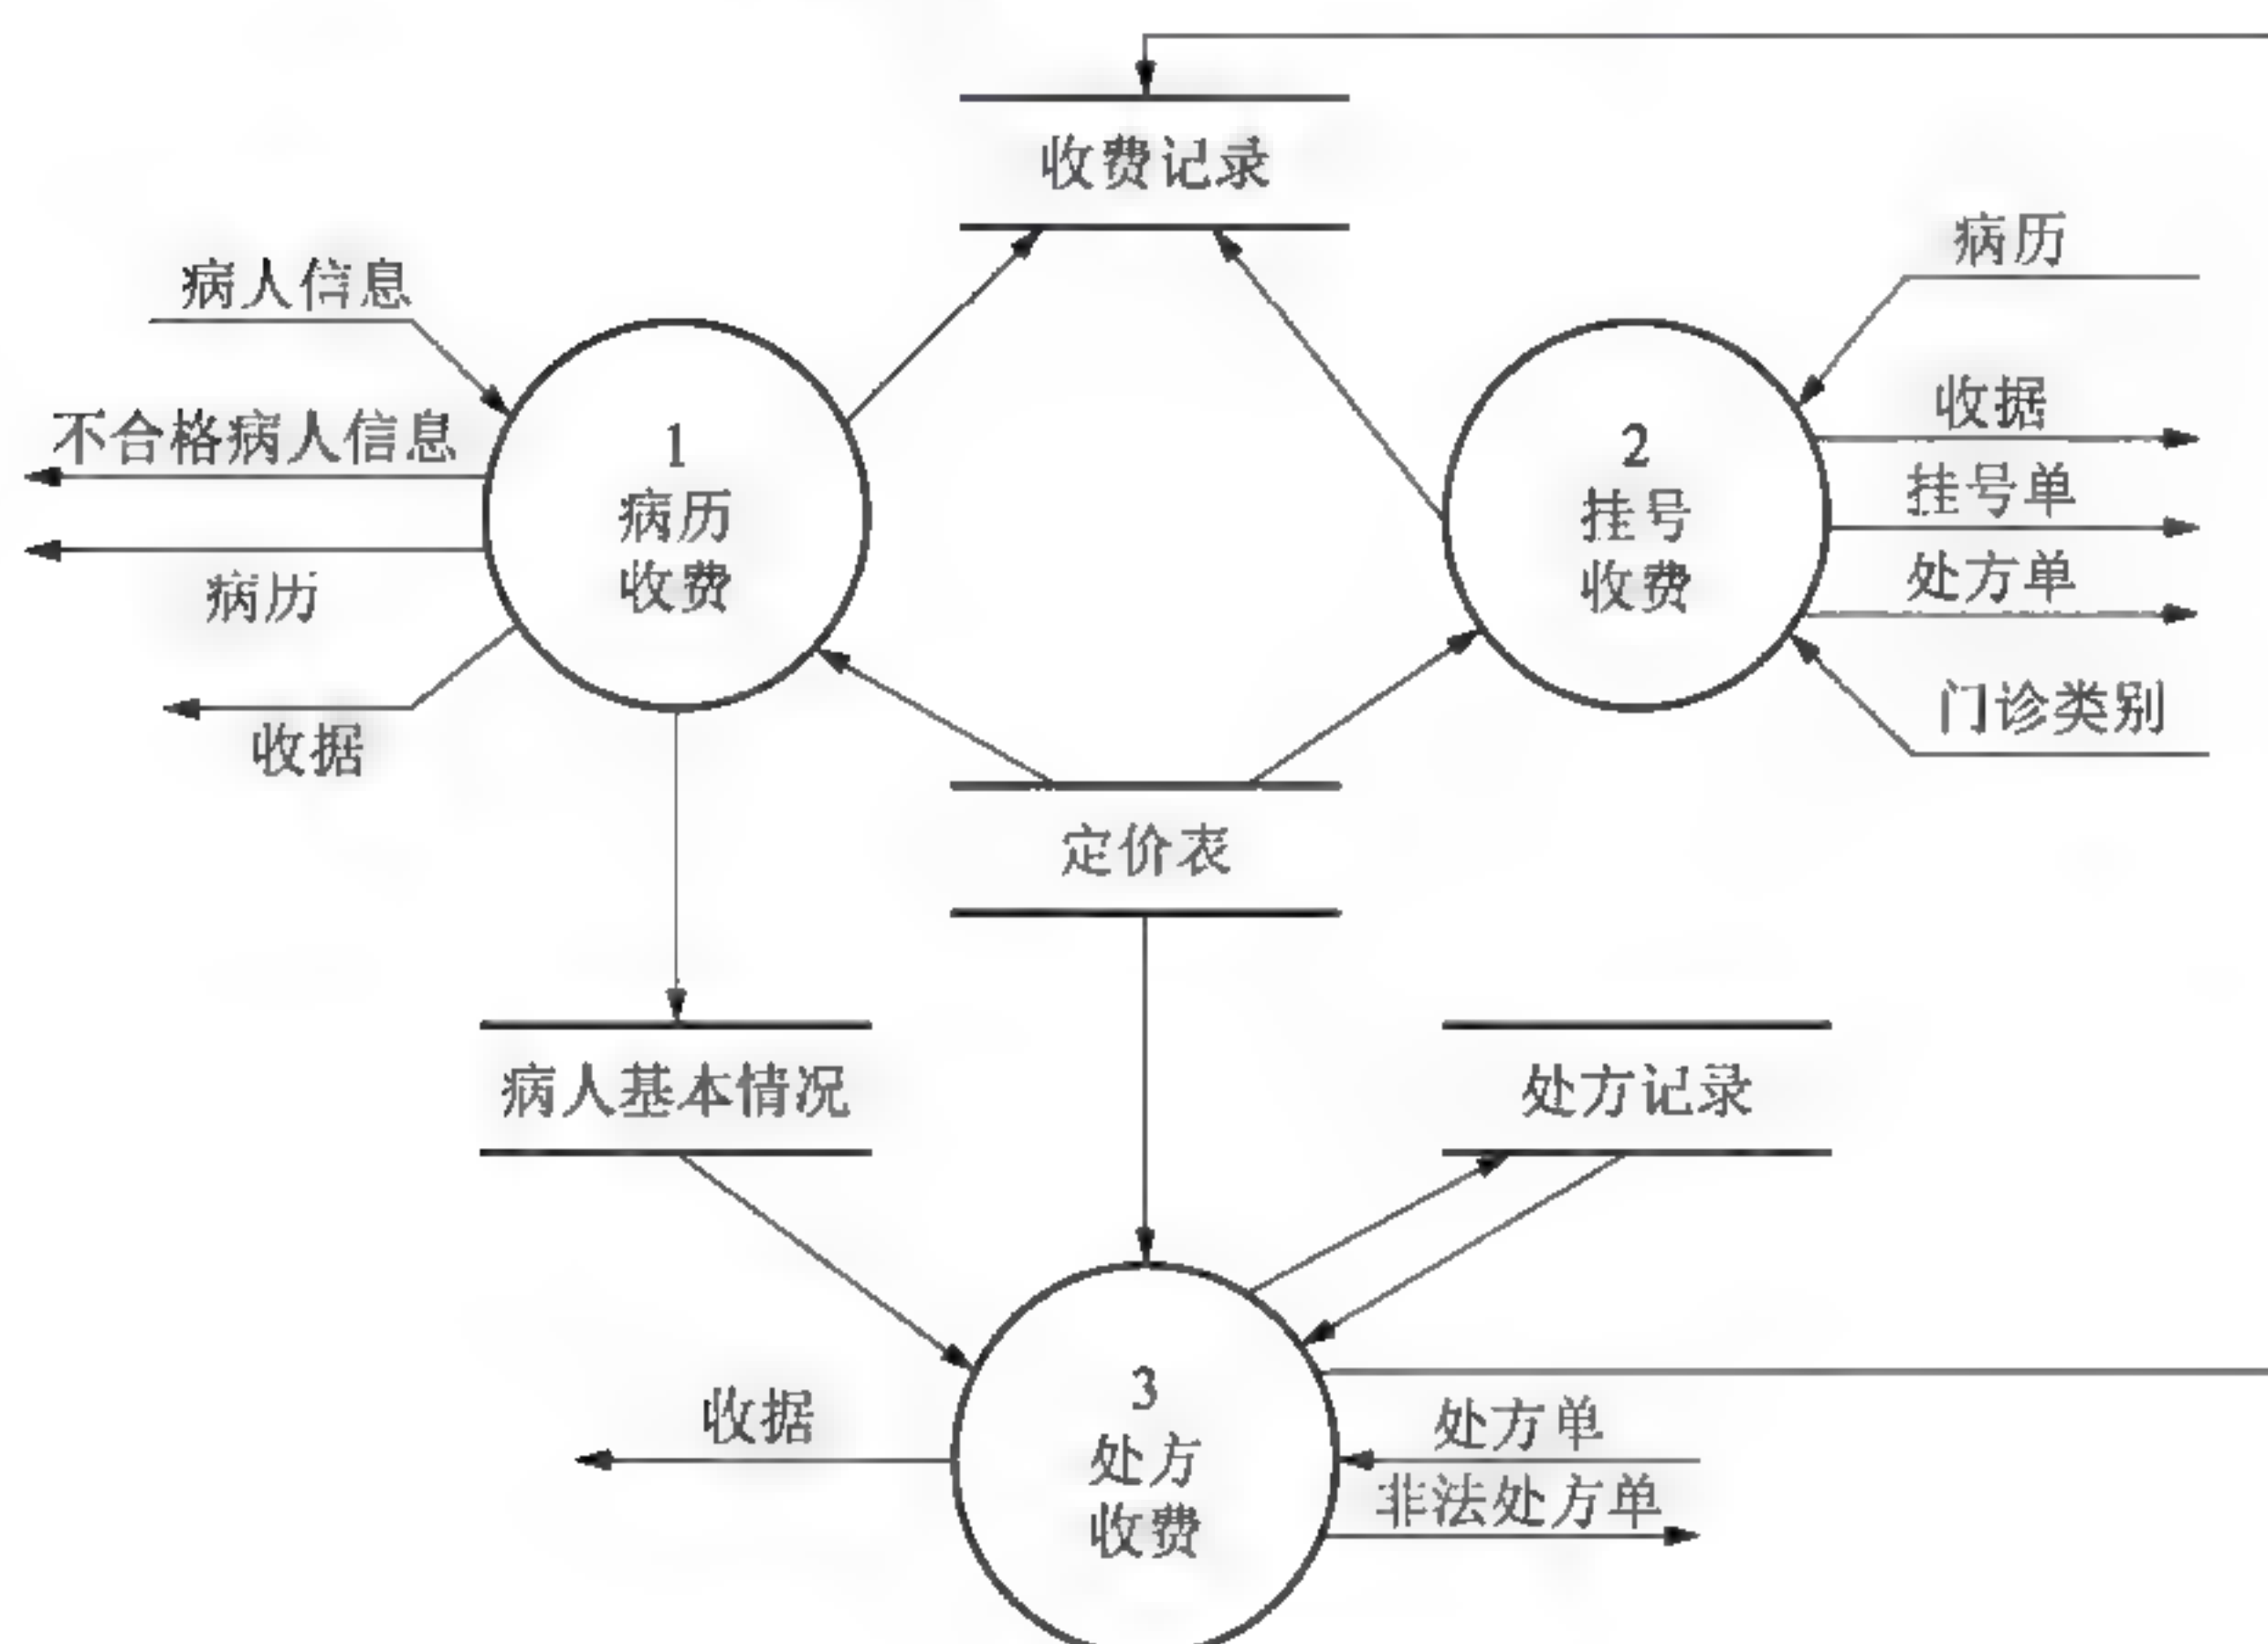 收费记录
病人信息
不合格病人信息
病历
收据
1
病历
收费
2
挂号
收费
病历
收据
挂号单
处方单
门诊类别
定价表
病人基本情况
处方记录
收据
3
处方
收费
处方单
非法处方单